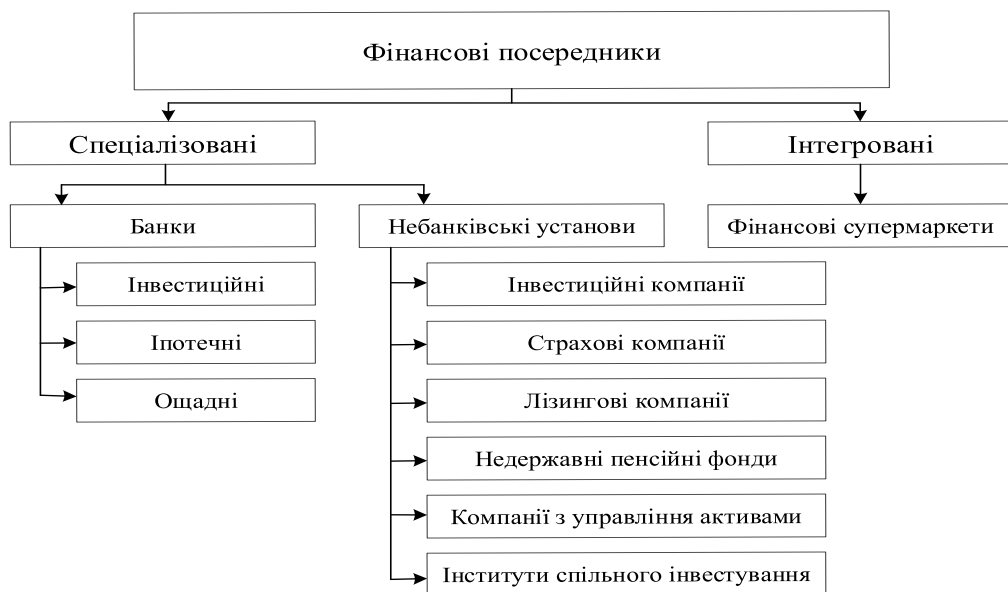 Фінансові посередники
Спеціалізовані
Інтегровані
Банки
Небанківські установи
Фінансові супермаркети
Інвестиційні
Іпотечні
Ощадні
Інвестиційні компанії
Страхові компанії
Лізингові компанії
Недержавні пенсійні фонди
Компанії з управління активами
Інститути спільного інвестування